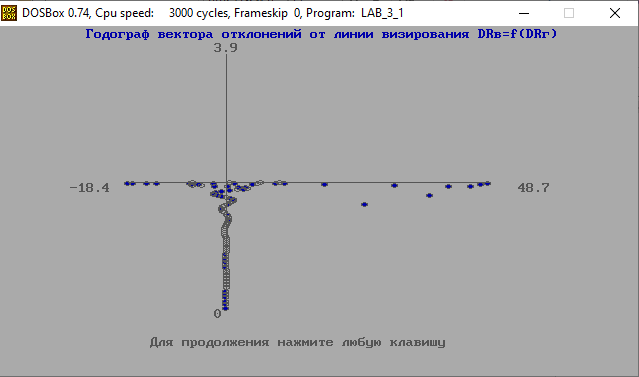 DOSBox 0.74, Cpu speed: 3000 cycles, Frameskip 0, Program: LAB_3_1
Годограф вектора отклонений от линии визирования DRв=f(DRг)
3.9
-18.4
48.7
0
Для продолжения нажмите любую клавишу